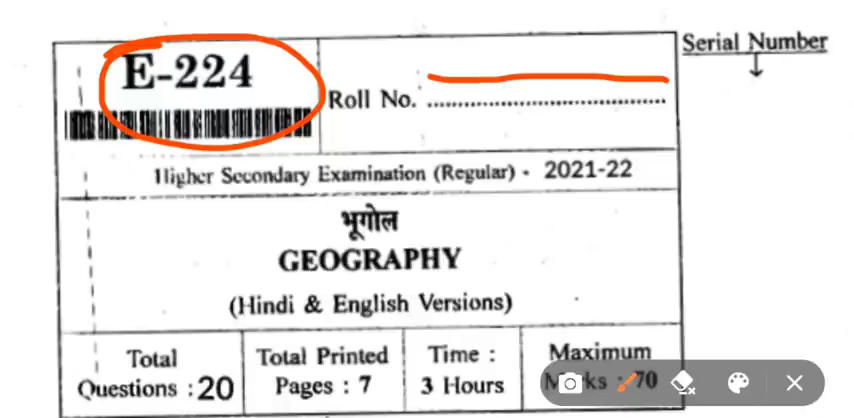 E-224
Serial Number
Roll No. ........................................
Higher Secondary Examination (Regular) - 2021-22
भूगोल
GEOGRAPHY
(Hindi & English Versions)
Total Questions : 20
Total Printed Pages : 7
Time : 3 Hours
Maximum Marks : 70